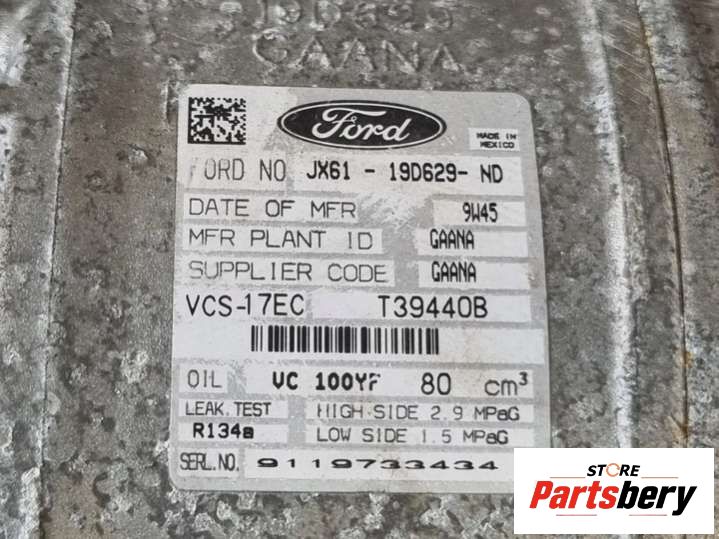 19D629
GAANA
Ford
MADE IN
MEXICO
FORD NO. JX61 - 19D629- ND
DATE OF MFR 9W45
MFR PLANT ID GAANA
SUPPLIER CODE GAANA
VCS-17EC T39440B
OIL VC 100YF 80 cm³
LEAK. TEST HIGH-SIDE 2.9 MPaG
R134a LOW SIDE 1.5 MPaG
SERL.NO. 9119733434
STORE
Partsbery